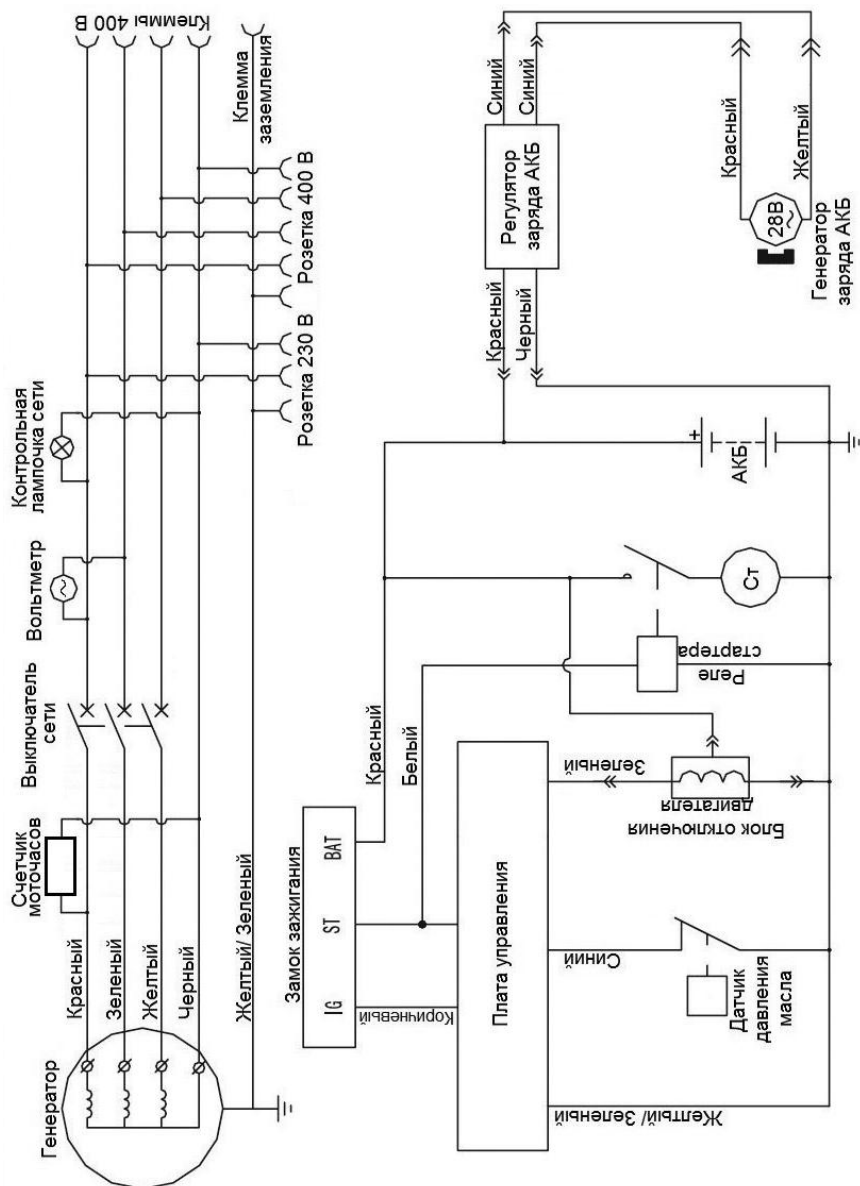 Генератор
Красный
Зеленый
Желтый
Черный
Желтый/ Зеленый
Счетчик
моточасов
Выключатель
сети
Вольтметр
Контрольная
лампочка сети
Розетка 230 В
Розетка 400 В
Клемма
заземления
Клеммы 400 В
Замок зажигания
IG
ST
BAT
Коричневый
Красный
Белый
Плата управления
Желтый/ Зеленый
Синий
Зеленый
Датчик
давления
масла
Блок отключения
двигателя
Реле
стартера
Ст
+
АКБ
Красный
Черный
Регулятор
заряда АКБ
Синий
Синий
Красный
Желтый
28В
Генератор
заряда АКБ